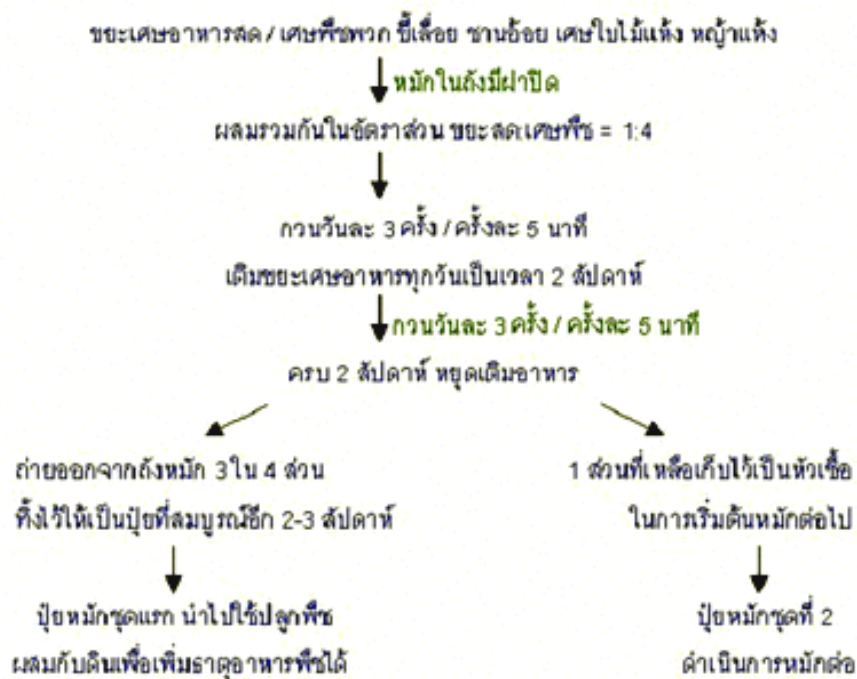 ขยะเศษอาหารสด / เศษพืชพวก ขี้เลื่อย ชานอ้อย เศษใบไม้แห้ง หญ้าแห้ง
หมักในถังมีฝาปิด
ผสมรวมกันในอัตราส่วน ขยะสด:เศษพืช = 1:4
กวนวันละ 3 ครั้ง / ครั้งละ 5 นาที
เติมขยะเศษอาหารทุกวันเป็นเวลา 2 สัปดาห์
กวนวันละ 3 ครั้ง / ครั้งละ 5 นาที
ครบ 2 สัปดาห์ หยุดเติมอาหาร
ถ่ายออกจากถังหมัก 3 ใน 4 ส่วน
ทิ้งไว้ให้เป็นปุ๋ยที่สมบูรณ์อีก 2-3 สัปดาห์
ปุ๋ยหมักชุดแรก นำไปใช้ปลูกพืช
ผสมกับดินเพื่อเพิ่มธาตุอาหารพืชได้
1 ส่วนที่เหลือเก็บไว้เป็นหัวเชื้อ
ในการเริ่มต้นหมักต่อไป
ปุ๋ยหมักชุดที่ 2
ดำเนินการหมักต่อ